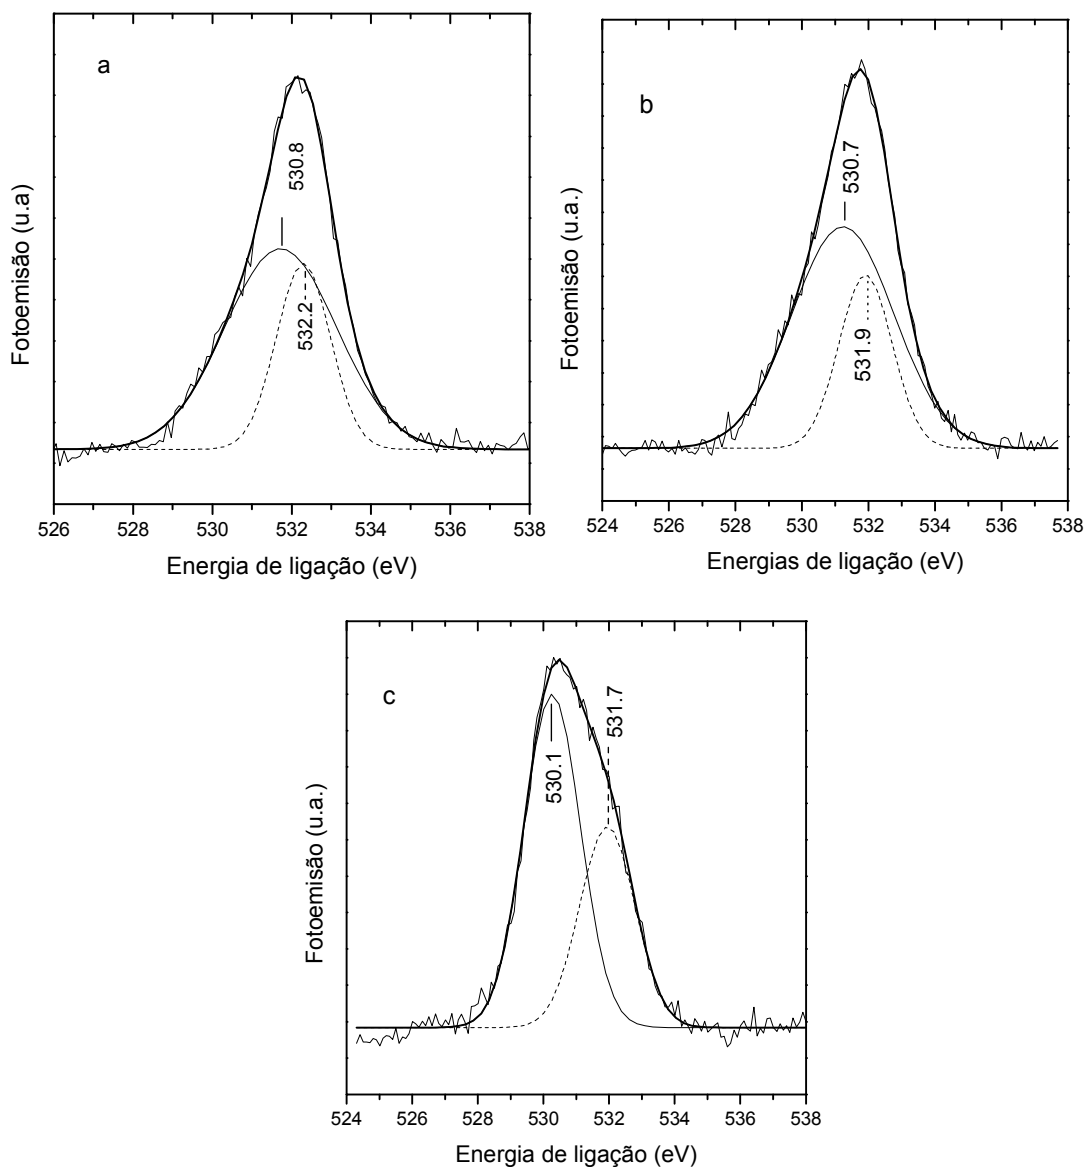 a
530.8
532.2
Fotoemisão (u.a)
526 528 530 532 534 536 538
Energia de ligação (eV)
b
530.7
531.9
Fotoemisão (u.a.)
524 526 528 530 532 534 536 538
Energias de ligação (eV)
c
531.7
530.1
Fotoemisão (u.a.)
524 526 528 530 532 534 536 538
Energia de ligação (eV)